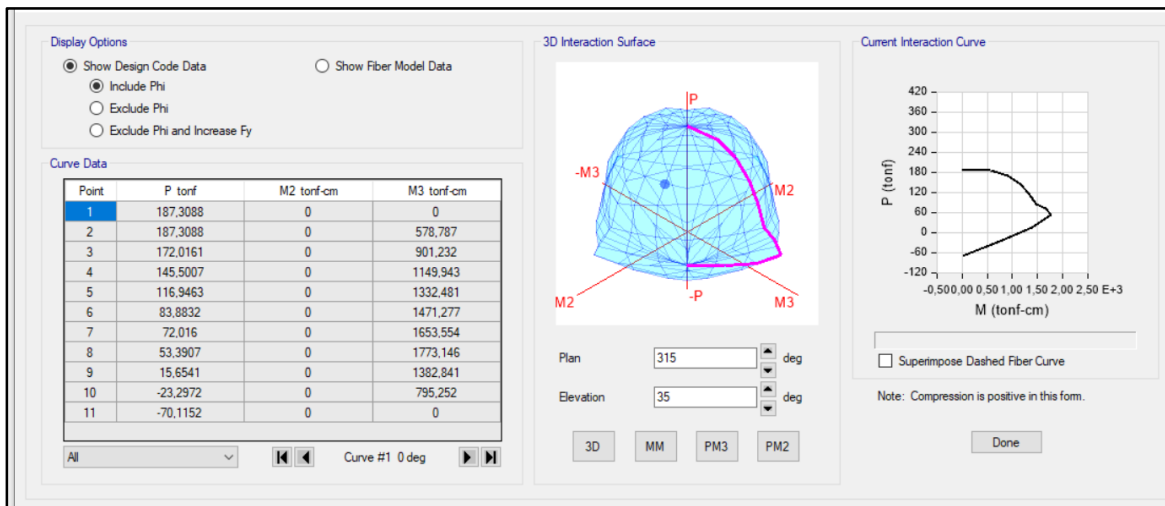 Display Options
Show Design Code Data
Show Fiber Model Data
Include Phi
Exclude Phi
Exclude Phi and Increase Fy
Curve Data
Point P tonf M2 tonf-cm M3 tonf-cm
1 187,3088 0 0
2 187,3088 0 578,787
3 172,0161 0 901,232
4 145,5007 0 1149,943
5 116,9463 0 1332,481
6 83,8832 0 1471,277
7 72,016 0 1653,554
8 53,3907 0 1773,146
9 15,6541 0 1382,841
10 -23,2972 0 795,252
11 -70,1152 0 0
All
Curve #1 0 deg
3D Interaction Surface
P
-M3
M2
M2
-P
M3
Plan 315 deg
Elevation 35 deg
3D MM PM3 PM2
Current Interaction Curve
420
360
300
240
180
120
60
0
-60
-120
P (tonf)
-0,500,00 0,50 1,00 1,50 2,00 2,50 E+3
M (tonf-cm)
Superimpose Dashed Fiber Curve
Note: Compression is positive in this form.
Done